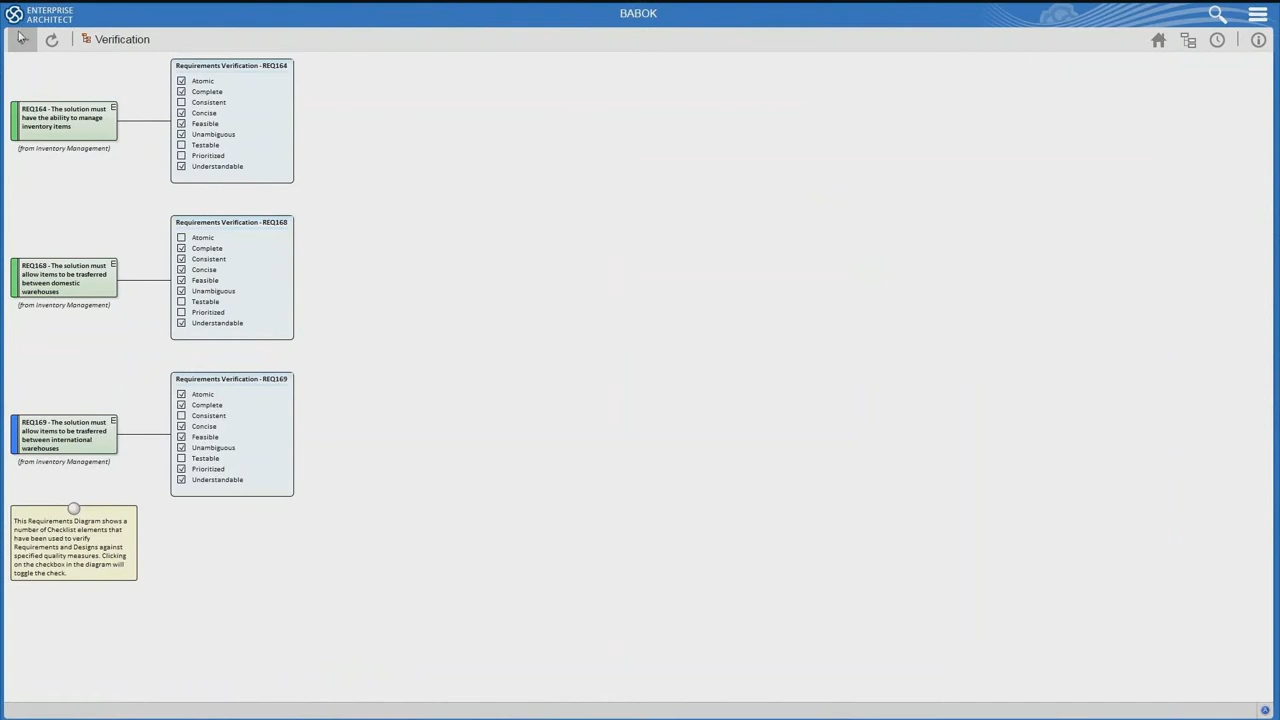 ENTERPRISE
ARCHITECT
BABOK
Verification
Requirements Verification - REQ164
Atomic
Complete
Consistent
Concise
Feasible
Unambiguous
Testable
Prioritized
Understandable
REQ164 - The solution must
have the ability to manage
inventory items
(from Inventory Management)
Requirements Verification - REQ168
Atomic
Complete
Consistent
Concise
Feasible
Unambiguous
Testable
Prioritized
Understandable
REQ168 - The solution must
allow items to be trasferred
between domestic
warehouses
(from Inventory Management)
Requirements Verification - REQ169
Atomic
Complete
Consistent
Concise
Feasible
Unambiguous
Testable
Prioritized
Understandable
REQ169 - The solution must
allow items to be trasferred
between international
warehouses
(from Inventory Management)
This Requirements Diagram shows a
number of Checklist elements that
have been used to verify
Requirements and Designs against
specified quality measures. Clicking
on the checkbox in the diagram will
toggle the check.